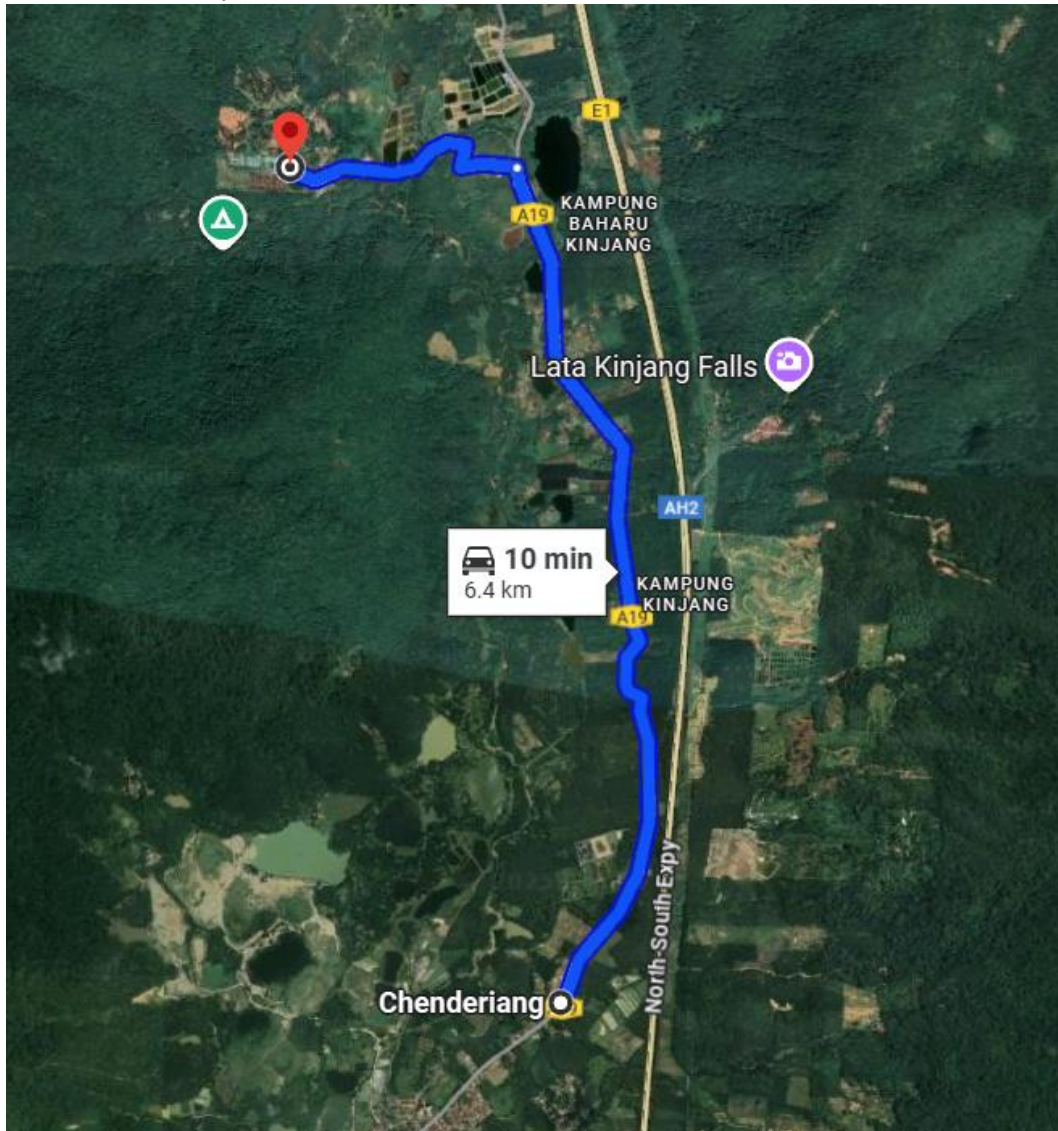 E1
KAMPUNG
BAHARU
KINJANG
A19
Lata Kinjang Falls
AH2
10 min
6.4 km
KAMPUNG
KINJANG
A19
North-South Expy
Chenderiang